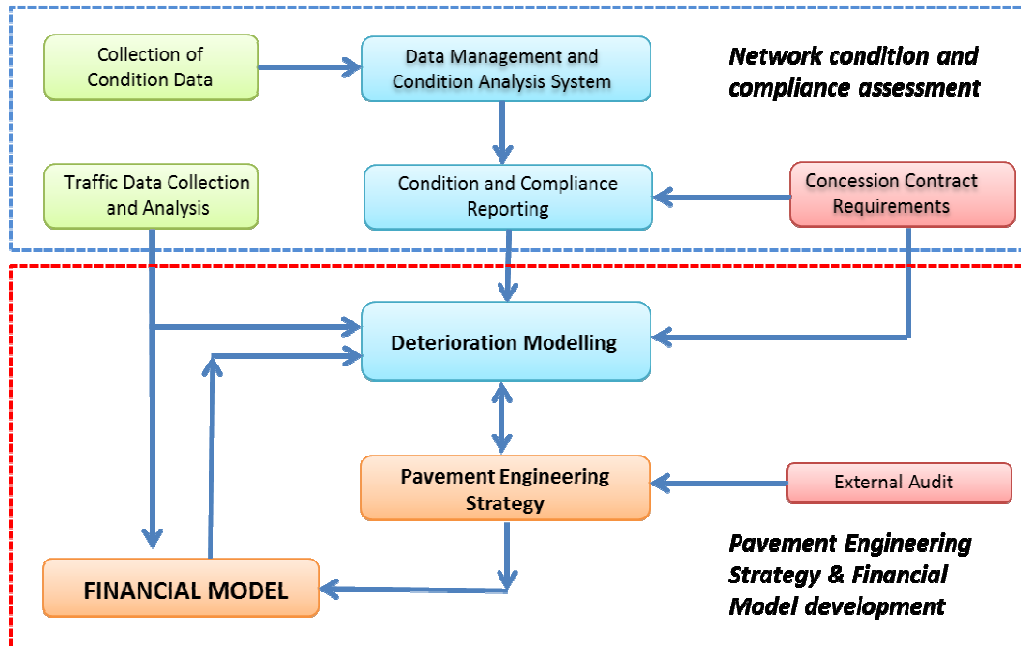 Collection of
Condition Data
Data Management and
Condition Analysis System
Network condition and
compliance assessment
Traffic Data Collection
and Analysis
Condition and Compliance
Reporting
Concession Contract
Requirements
Deterioration Modelling
Pavement Engineering
Strategy
External Audit
FINANCIAL MODEL
Pavement Engineering
Strategy & Financial
Model development